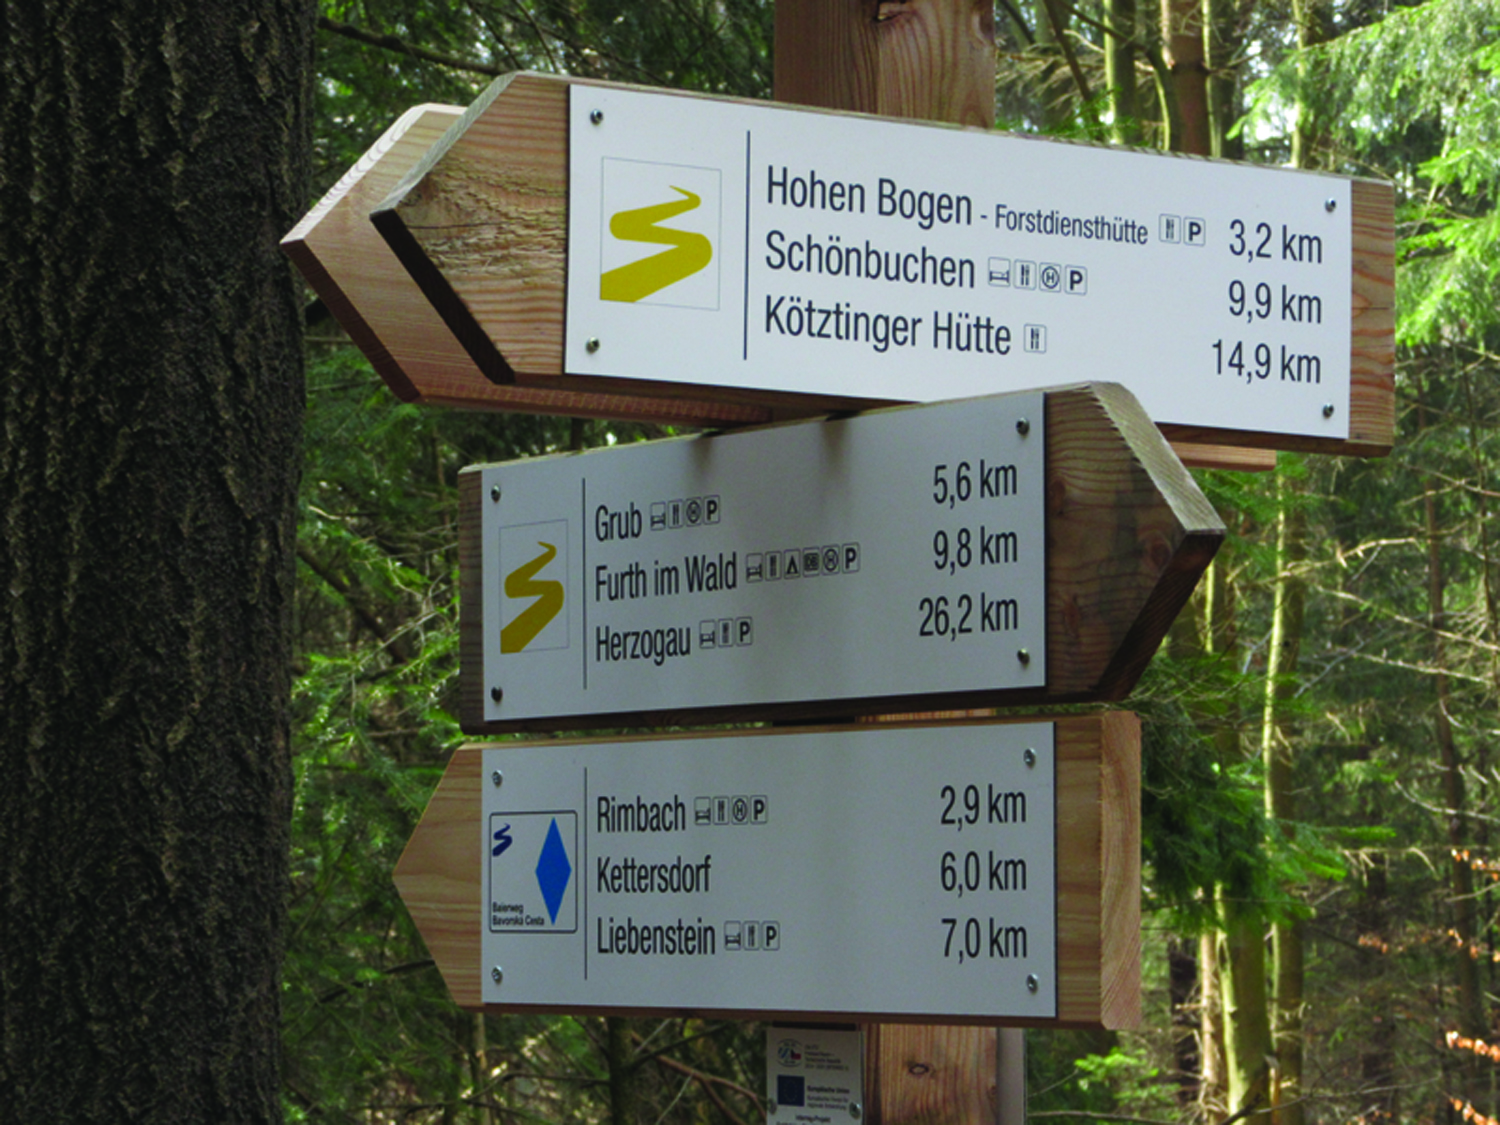 Hohen Bogen - Forstdiensthütte P 3,2 km
Schönbuchen H P 9,9 km
Kötztinger Hütte 14,9 km
Grub H P 5,6 km
Furth im Wald H P 9,8 km
Herzogau P 26,2 km
Rimbach H P 2,9 km
Kettersdorf 6,0 km
Liebenstein P 7,0 km
Baierweg
Bavorská Cesta
Europäische Union